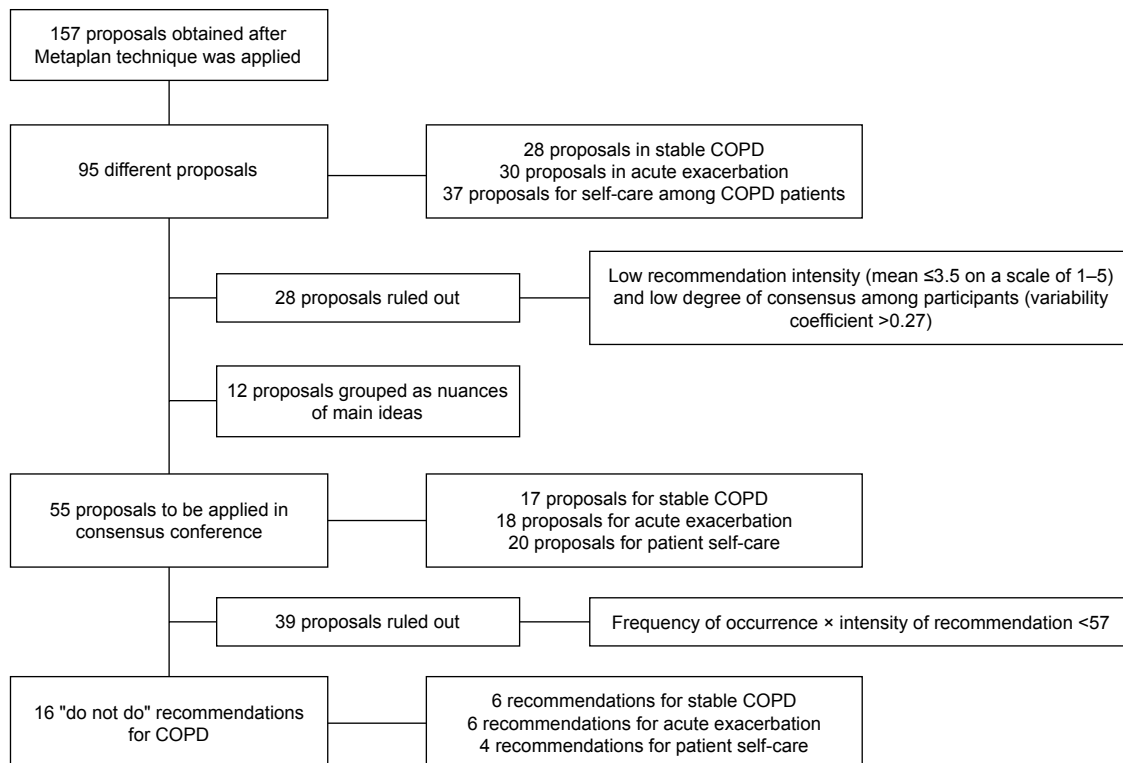 157 proposals obtained after
Metaplan technique was applied
95 different proposals
28 proposals in stable COPD
30 proposals in acute exacerbation
37 proposals for self-care among COPD patients
28 proposals ruled out
Low recommendation intensity (mean ≤3.5 on a scale of 1–5)
and low degree of consensus among participants (variability
coefficient >0.27)
12 proposals grouped as nuances
of main ideas
55 proposals to be applied in
consensus conference
17 proposals for stable COPD
18 proposals for acute exacerbation
20 proposals for patient self-care
39 proposals ruled out
Frequency of occurrence × intensity of recommendation <57
16 "do not do" recommendations
for COPD
6 recommendations for stable COPD
6 recommendations for acute exacerbation
4 recommendations for patient self-care